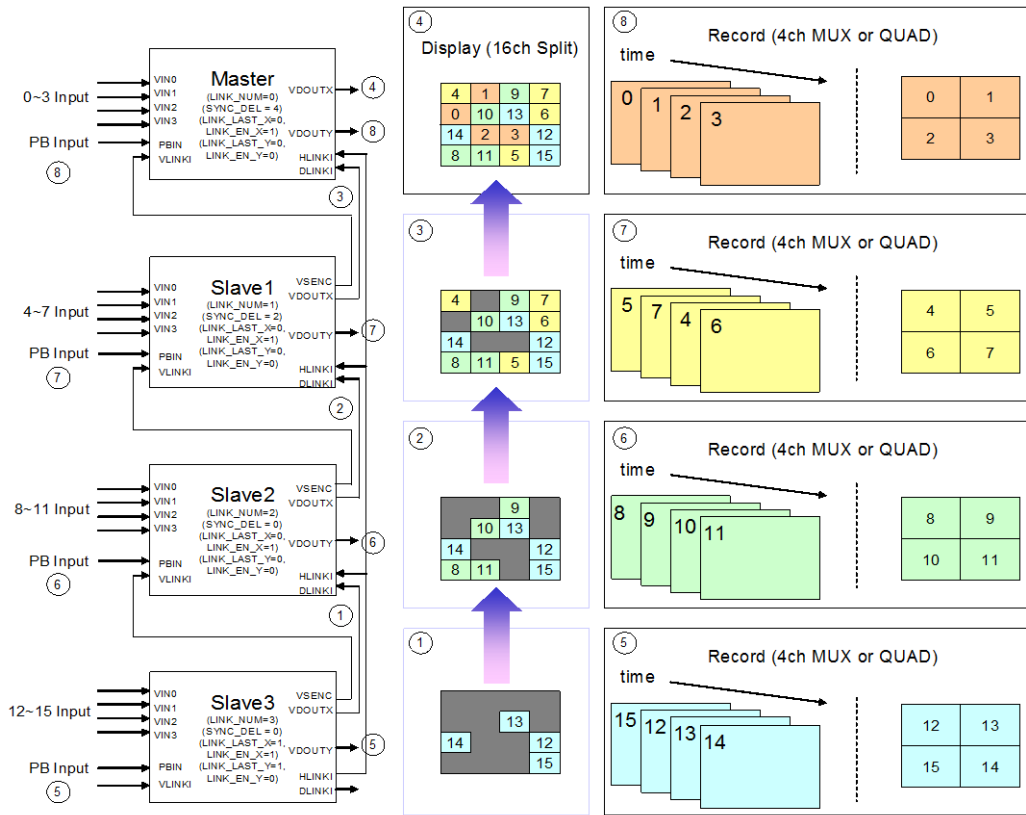 VIN0
VIN1
VIN2
VIN3
0~3 Input
PB Input
8
PBIN
VLINKI
Master
(LINK_NUM=0)
(SYNC_DEL = 4)
(LINK_LAST_X=0,
LINK_EN_X=1)
(LINK_LAST_Y=0,
LINK_EN_Y=0)
VDOUTX
4
VDOUTY
8
HLINKI
DLINKI
3
VIN0
VIN1
VIN2
VIN3
4~7 Input
PB Input
7
PBIN
VLINKI
Slave1
(LINK_NUM=1)
(SYNC_DEL = 2)
(LINK_LAST_X=0,
LINK_EN_X=1)
(LINK_LAST_Y=0,
LINK_EN_Y=0)
VSENC
VDOUTX
VDOUTY
7
HLINKI
DLINKI
2
VIN0
VIN1
VIN2
VIN3
8~11 Input
PB Input
6
PBIN
VLINKI
Slave2
(LINK_NUM=2)
(SYNC_DEL = 0)
(LINK_LAST_X=0,
LINK_EN_X=1)
(LINK_LAST_Y=0,
LINK_EN_Y=0)
VSENC
VDOUTX
VDOUTY
6
HLINKI
DLINKI
1
VIN0
VIN1
VIN2
VIN3
12~15 Input
PB Input
5
PBIN
VLINKI
Slave3
(LINK_NUM=3)
(SYNC_DEL = 0)
(LINK_LAST_X=1,
LINK_EN_X=1)
(LINK_LAST_Y=1,
LINK_EN_Y=0)
VSENC
VDOUTX
VDOUTY
5
HLINKI
DLINKI
4
Display (16ch Split)
4 1 9 7
0 10 13 6
14 2 3 12
8 11 5 15
3
4 9 7
10 13 6
14 12
8 11 5 15
2
9
10 13
14 12
8 11 15
1
13
14 12
15
8
Record (4ch MUX or QUAD)
time
0 1 2 3
0 1
2 3
7
Record (4ch MUX or QUAD)
time
5 7 4 6
4 5
6 7
6
Record (4ch MUX or QUAD)
time
8 9 10 11
8 9
10 11
5
Record (4ch MUX or QUAD)
time
15 12 13 14
12 13
15 14